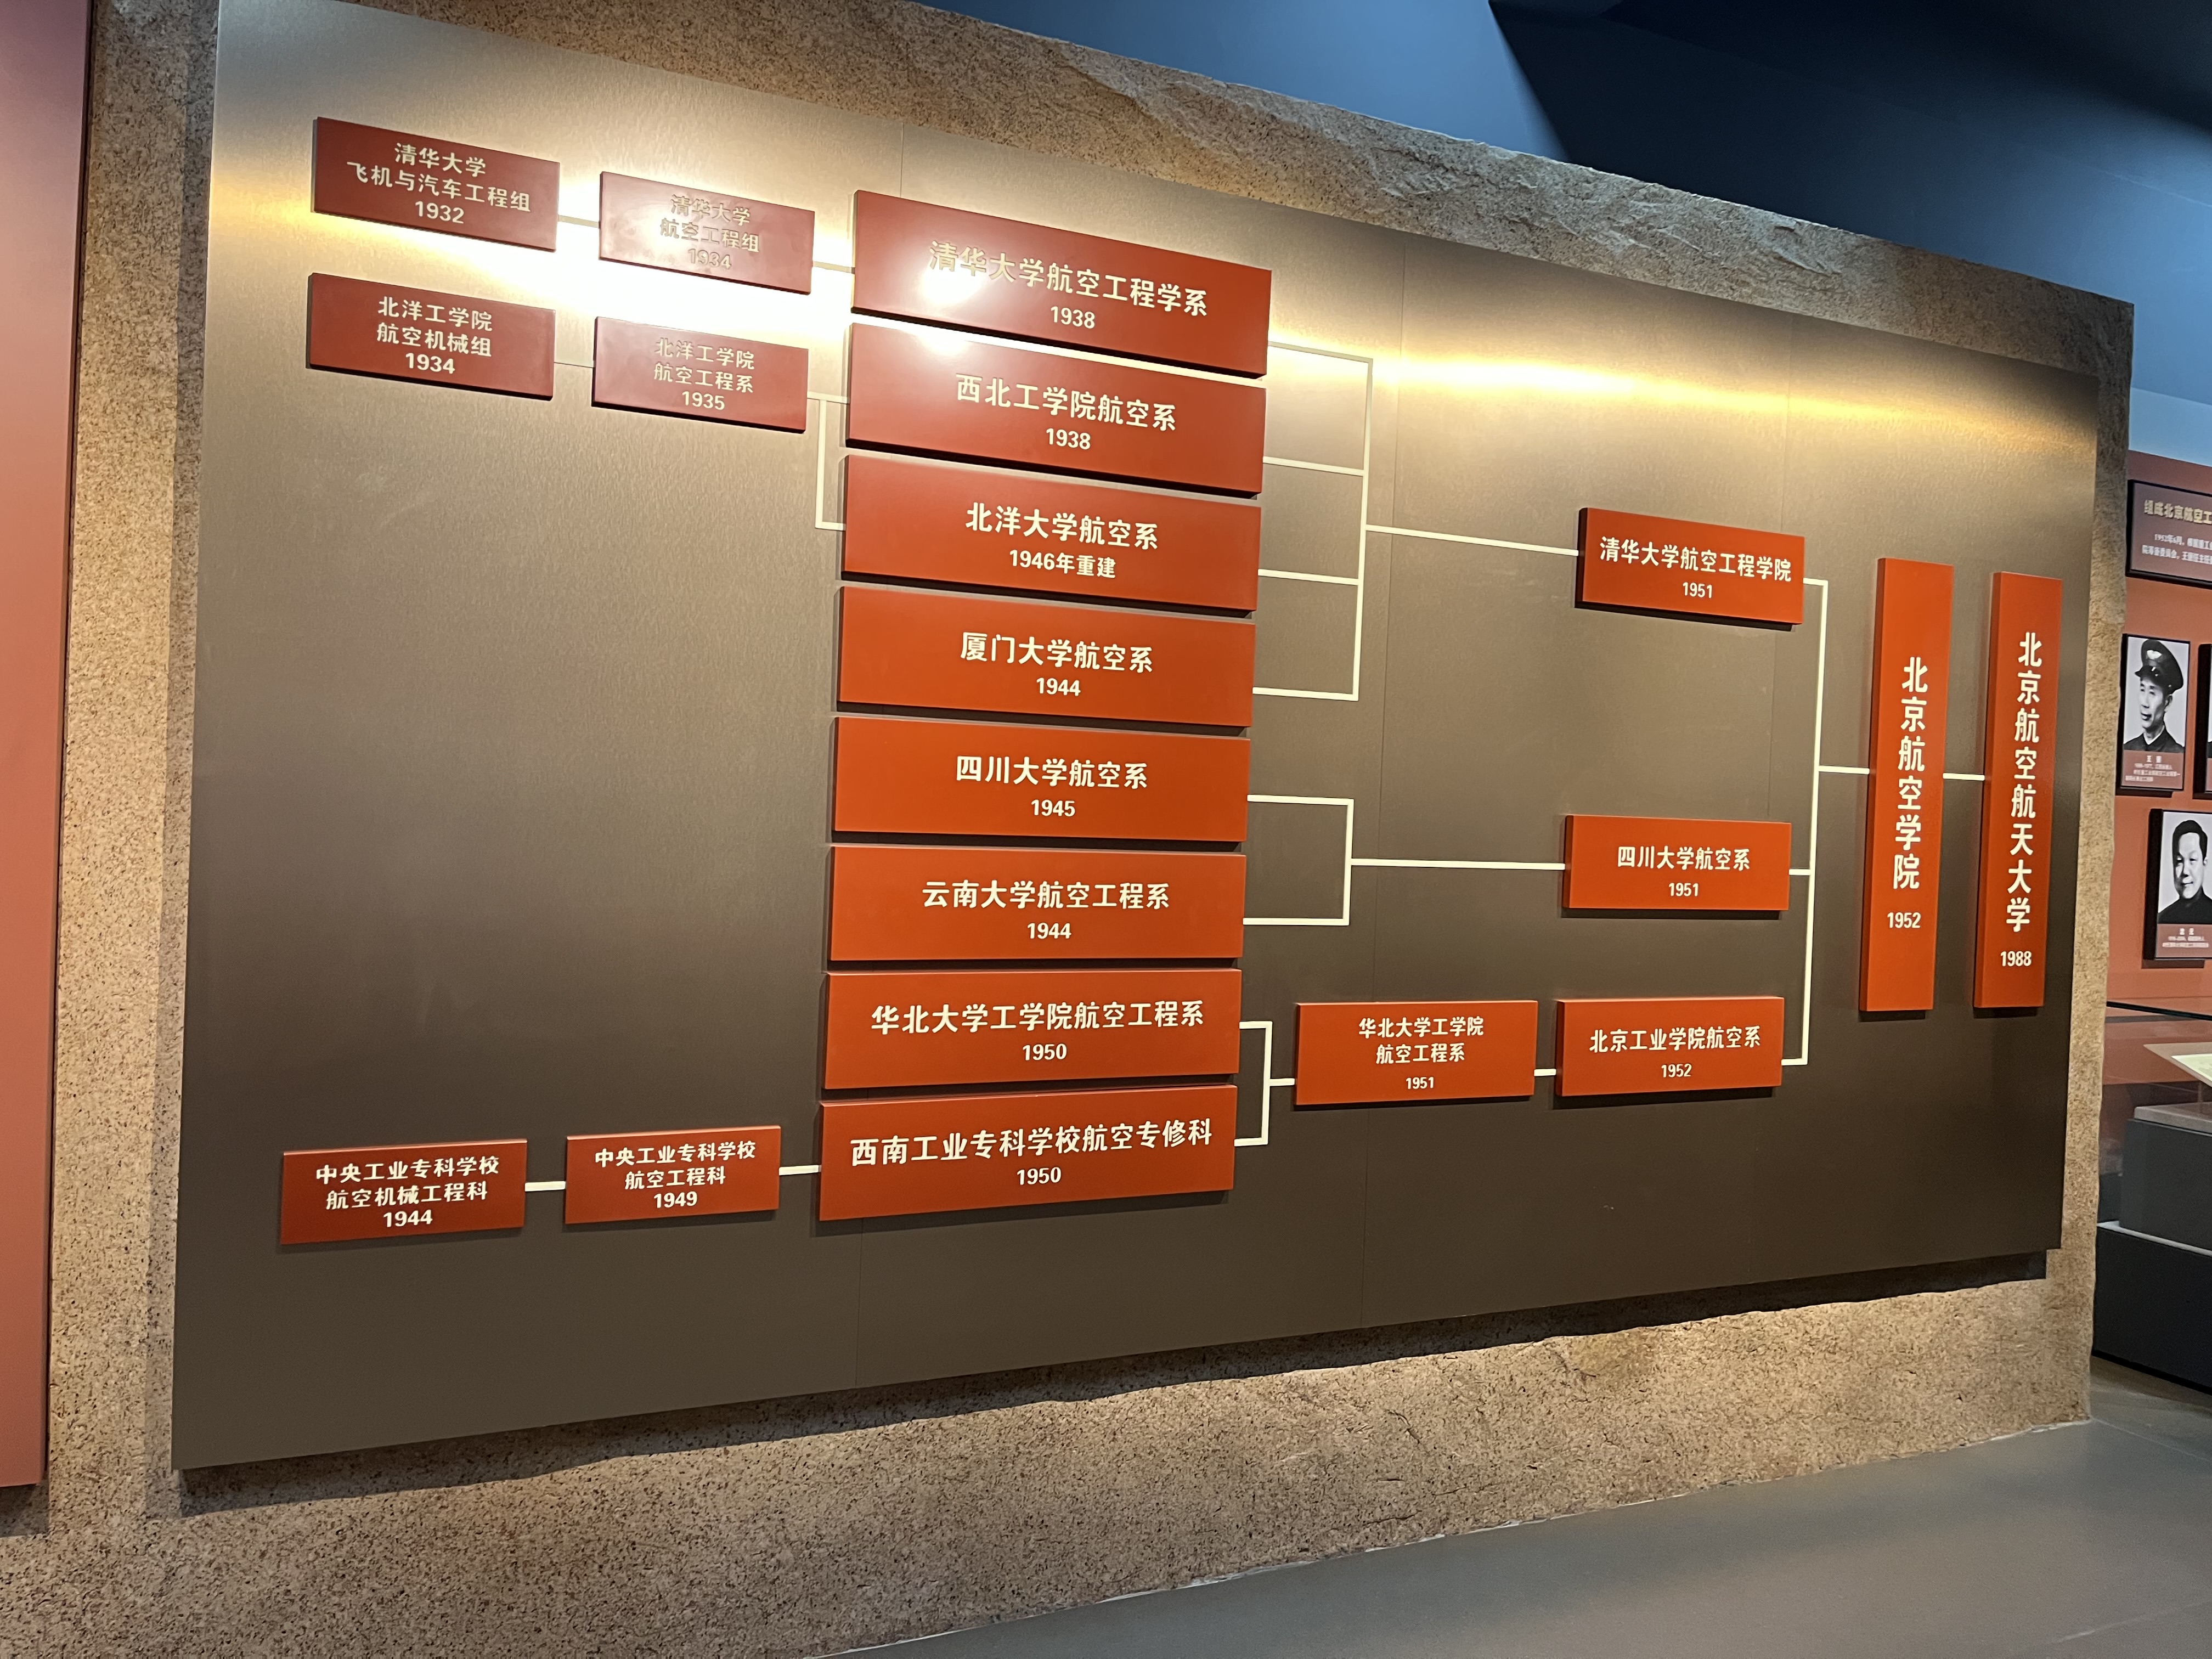 清华大学
飞机与汽车工程组
1932
清华大学
航空工程组
1934
北洋工学院
航空机械组
1934
北洋工学院
航空工程系
1935
清华大学航空工程学系
1938
西北工学院航空系
1938
北洋大学航空系
1946年重建
厦门大学航空系
1944
四川大学航空系
1945
云南大学航空工程系
1944
华北大学工学院航空工程系
1950
西南工业专科学校航空专修科
1950
中央工业专科学校
航空机械工程科
1944
中央工业专科学校
航空工程科
1949
清华大学航空工程学院
1951
四川大学航空系
1951
华北大学工学院
航空工程系
1951
北京工业学院航空系
1952
北京航空学院
1952
北京航空航天大学
1988
组成北京航空工
1952年6月，